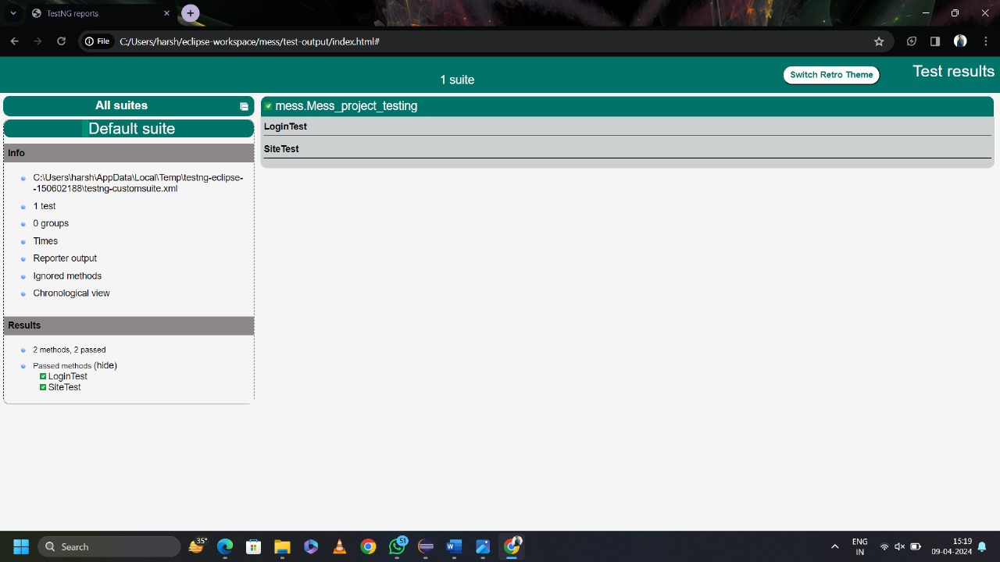 TestNG reports
File C:/Users/harsh/eclipse-workspace/mess/test-output/index.html#
1 suite
Switch Retro Theme
Test results
All suites
Default suite
Info
C:\Users\harsh\AppData\Local\Temp\testng-eclipse-
-150602188\testng-customsuite.xml
1 test
0 groups
Times
Reporter output
Ignored methods
Chronological view
Results
2 methods, 2 passed
Passed methods (hide)
LoginTest
SiteTest
mess.Mess_project_testing
LoginTest
SiteTest
Search
35°
51
ENG
IN
15:19
09-04-2024